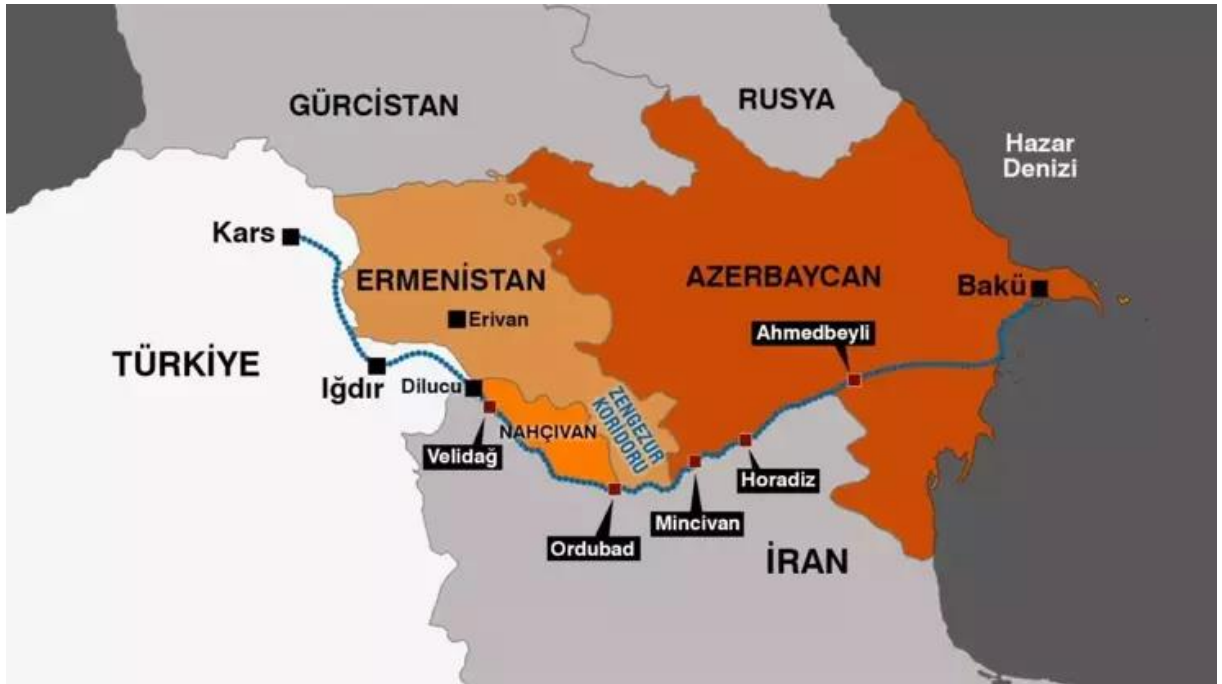 GÜRCİSTAN
RUSYA
Hazar
Denizi
Kars
ERMENİSTAN
AZERBAYCAN
Bakü
Erivan
Ahmedbeyli
TÜRKİYE
Iğdır
Dilucu
ZENGEZUR
KORİDORU
NAHÇIVAN
Velidağ
Horadiz
Mincivan
Ordubad
İRAN